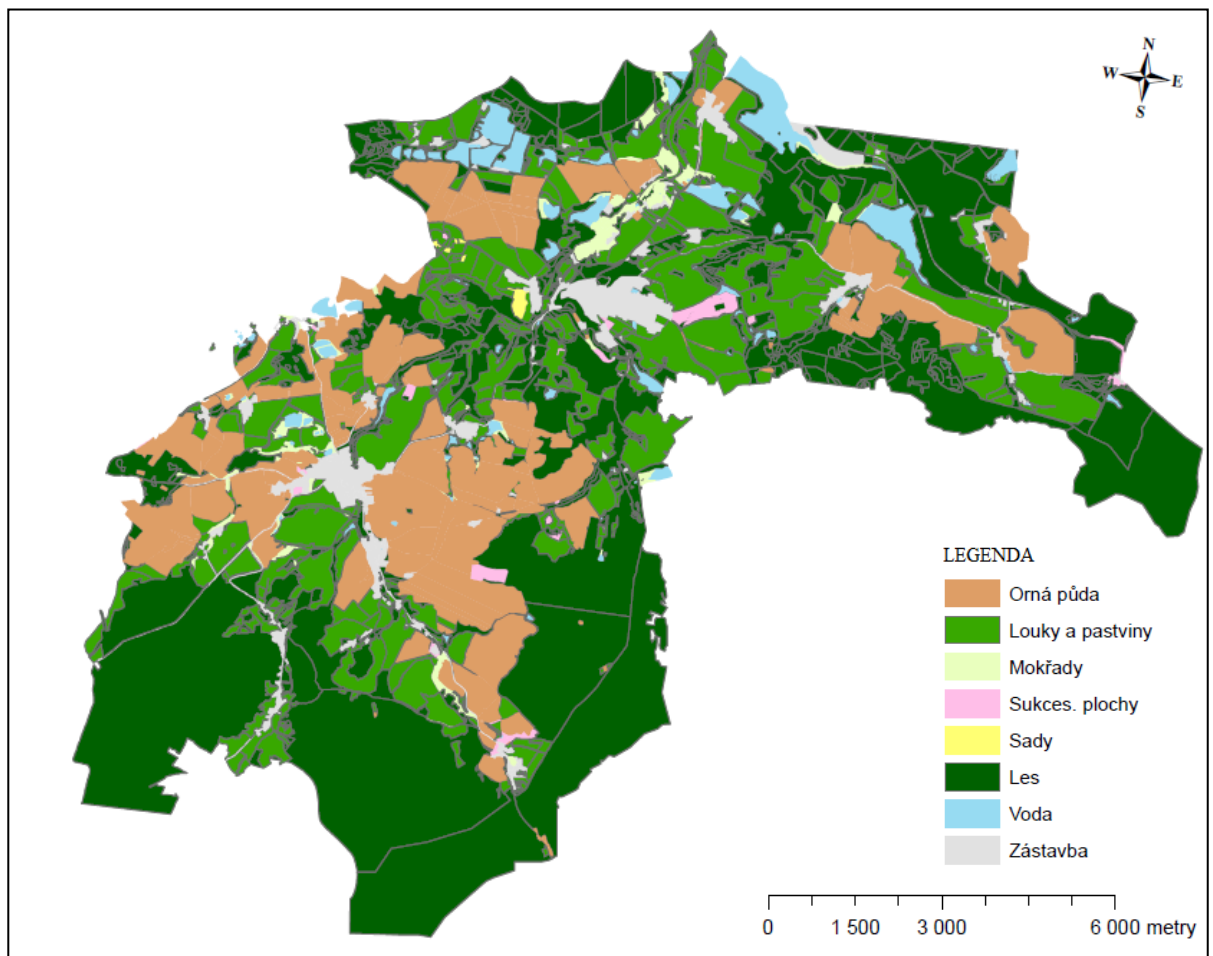 N
W E
S
LEGENDA
Orná půda
Louky a pastviny
Mokřady
Sukces. plochy
Sady
Les
Voda
Zástavba
0 1 500 3 000 6 000 metry